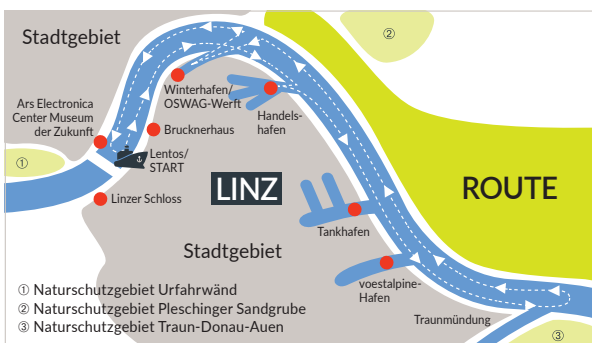 Stadtgebiet
②
Winterhafen/
OSWAG-Werft
Ars Electronica
Center Museum
der Zukunft
Handels-
hafen
Brucknerhaus
Lentos/
START
①
LINZ
ROUTE
Linzer Schloss
Tankhafen
Stadtgebiet
voestalpine-
Hafen
① Naturschutzgebiet Urfahrwänd
② Naturschutzgebiet Pleschinger Sandgrube
③ Naturschutzgebiet Traun-Donau-Auen
Traunmündung
③